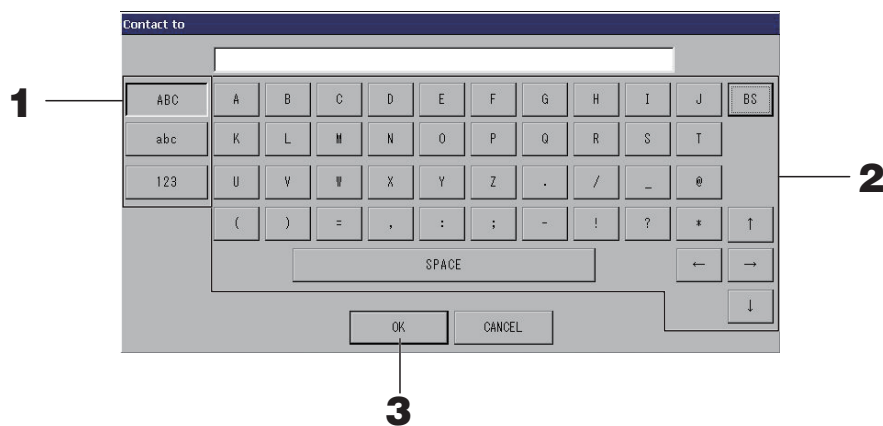 Contact to
1
ABC A B C D E F G H I J BS
abc K L M N O P Q R S T
123 U V W X Y Z . / _ @
2
( ) = , : ; - ! ? * ↑
SPACE ← →
↓
OK CANCEL
3